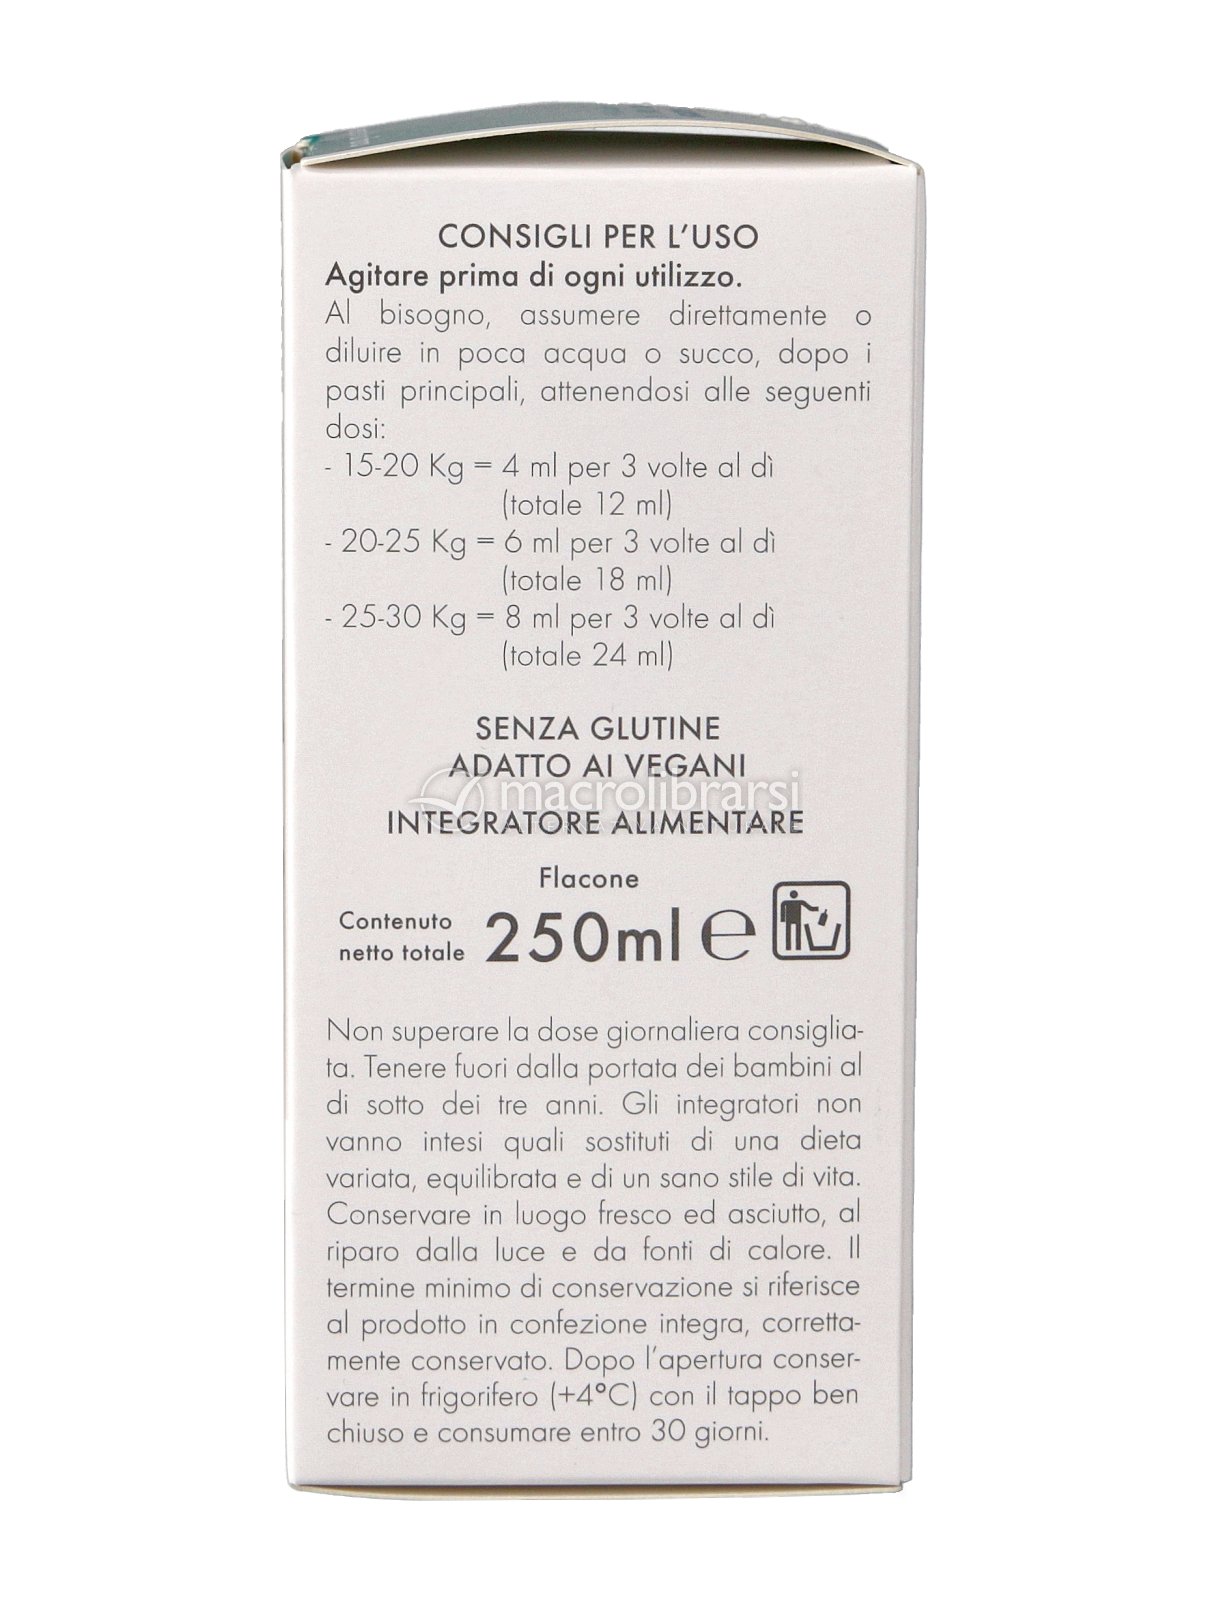 CONSIGLI PER L'USO
Agitare prima di ogni utilizzo.
Al bisogno, assumere direttamente o
diluire in poca acqua o succo, dopo i
pasti principali, attenendosi alle seguenti
dosi:
- 15-20 Kg = 4 ml per 3 volte al dì
(totale 12 ml)
- 20-25 Kg = 6 ml per 3 volte al dì
(totale 18 ml)
- 25-30 Kg = 8 ml per 3 volte al dì
(totale 24 ml)
SENZA GLUTINE
ADATTO AI VEGANI
macrolibrarsi
INTEGRATORE ALIMENTARE
Flacone
Contenuto
netto totale 250ml ℮
Non superare la dose giornaliera consiglia-
ta. Tenere fuori dalla portata dei bambini al
di sotto dei tre anni. Gli integratori non
vanno intesi quali sostituti di una dieta
variata, equilibrata e di un sano stile di vita.
Conservare in luogo fresco ed asciutto, al
riparo dalla luce e da fonti di calore. Il
termine minimo di conservazione si riferisce
al prodotto in confezione integra, corretta-
mente conservato. Dopo l'apertura conser-
vare in frigorifero (+4°C) con il tappo ben
chiuso e consumare entro 30 giorni.